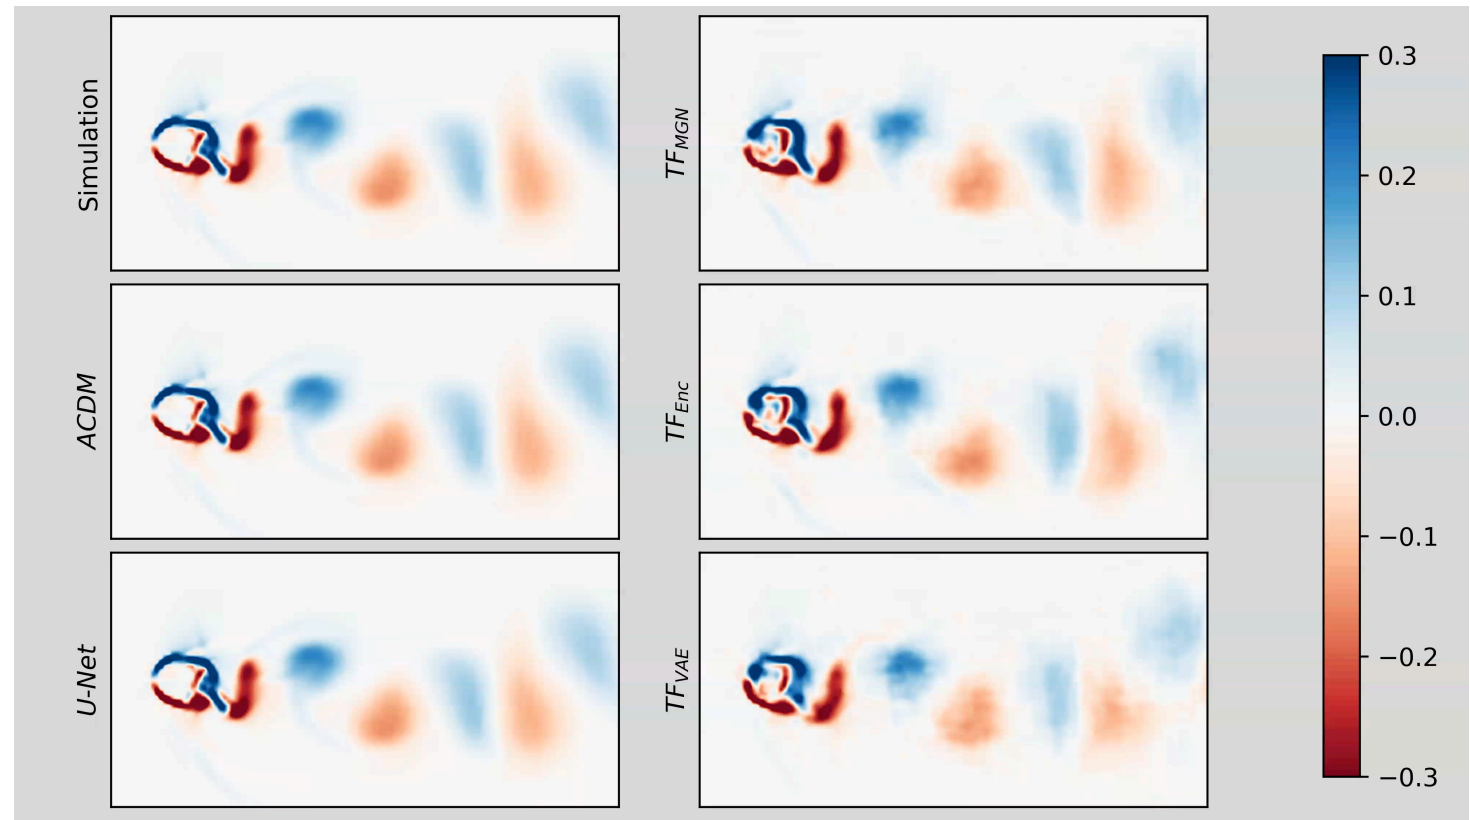 Simulation
TF_MGN
ACDM
TF_Enc
U-Net
TF_VAE
0.3
0.2
0.1
0.0
−0.1
−0.2
−0.3